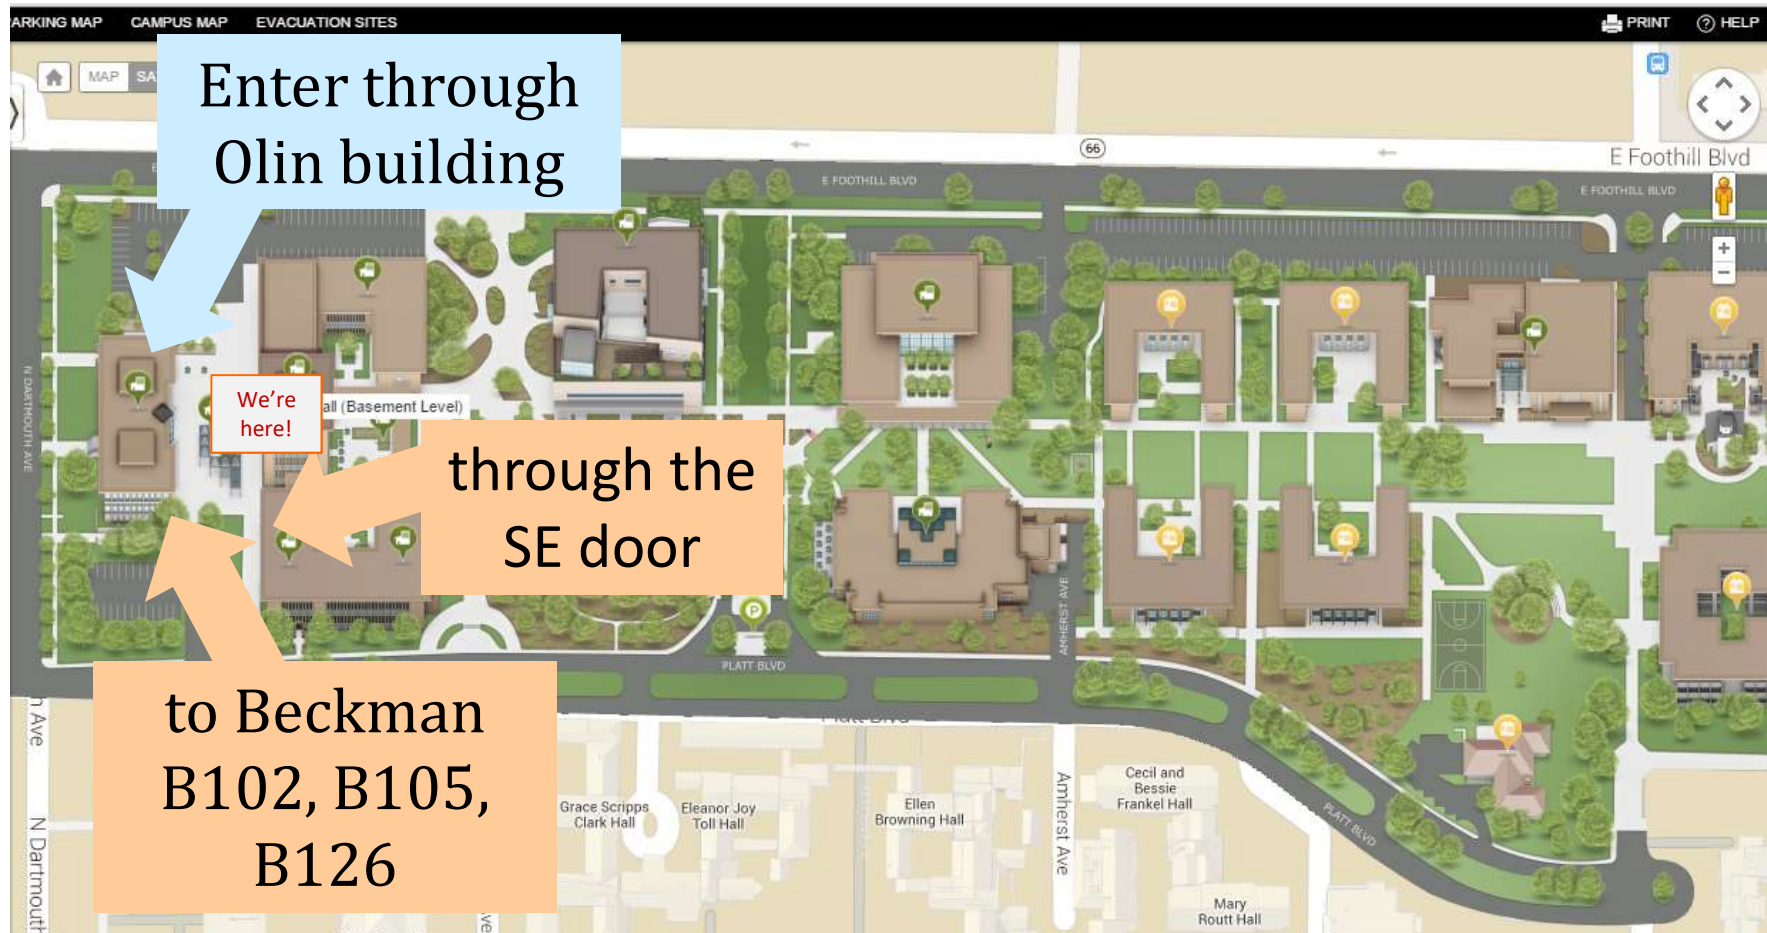 ARKING MAP CAMPUS MAP EVACUATION SITES PRINT HELP
MAP SA
Enter through
Olin building
66
E Foothill Blvd
E FOOTHILL BLVD
E FOOTHILL BLVD
N DARTMOUTH AVE
We're
here!
all (Basement Level)
through the
SE door
P
AMHERST AVE
PLATT BLVD
to Beckman
B102, B105,
B126
Platt Blvd
h Ave
N Dartmouth
ve
Grace Scripps
Clark Hall
Eleanor Joy
Toll Hall
Ellen
Browning Hall
Amherst Ave
Cecil and
Bessie
Frankel Hall
PLATT BLVD
Mary
Routt Hall